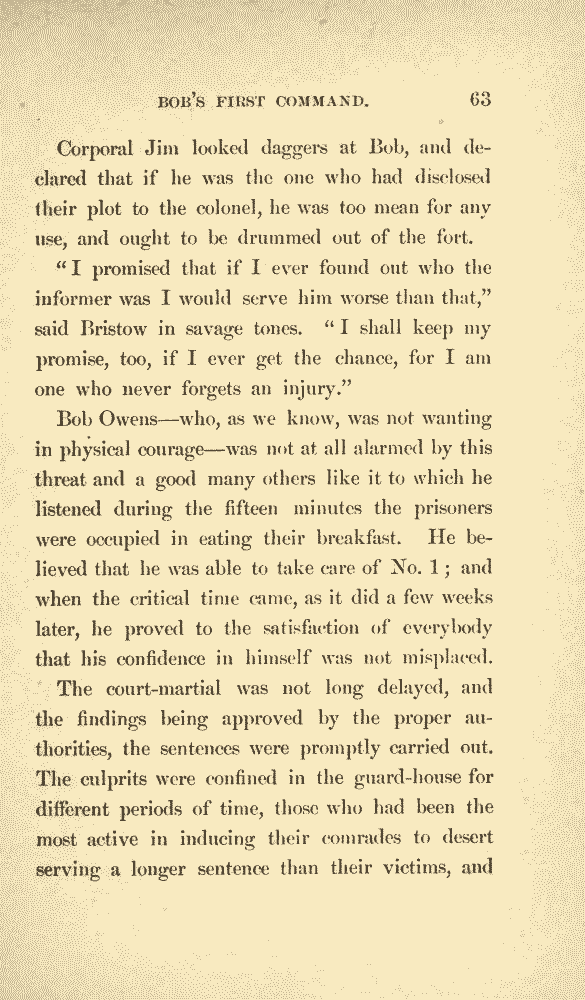 BOB'S FIRST COMMAND. 63
Corporal Jim looked daggers at Bob, and de-
clared that if he was the one who had disclosed
their plot to the colonel, he was too mean for any
use, and ought to be drummed out of the fort.
“I promised that if I ever found out who the
informer was I would serve him worse than that,”
said Bristow in savage tones. “I shall keep my
promise, too, if I ever get the chance, for I am
one who never forgets an injury.”
Bob Owens—who, as we know, was not wanting
in physical courage—was not at all alarmed by this
threat and a good many others like it to which he
listened during the fifteen minutes the prisoners
were occupied in eating their breakfast. He be-
lieved that he was able to take care of No. 1; and
when the critical time came, as it did a few weeks
later, he proved to the satisfaction of everybody
that his confidence in himself was not misplaced.
The court-martial was not long delayed, and
the findings being approved by the proper au-
thorities, the sentences were promptly carried out.
The culprits were confined in the guard-house for
different periods of time, those who had been the
most active in inducing their comrades to desert
serving a longer sentence than their victims, and